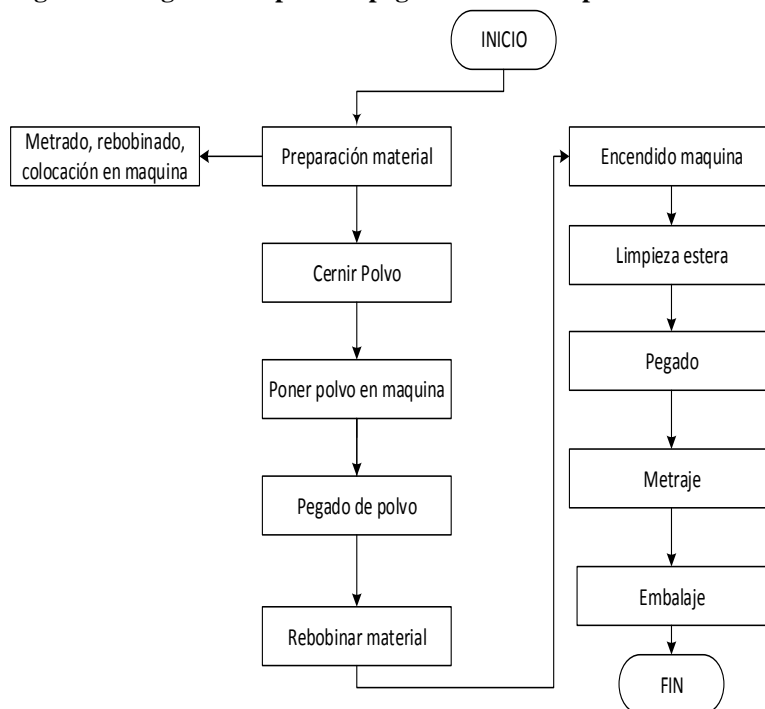 INICIO
Metrado, rebobinado,
colocación en maquina
Preparación material
Cernir Polvo
Poner polvo en maquina
Pegado de polvo
Rebobinar material
Encendido maquina
Limpieza estera
Pegado
Metraje
Embalaje
FIN